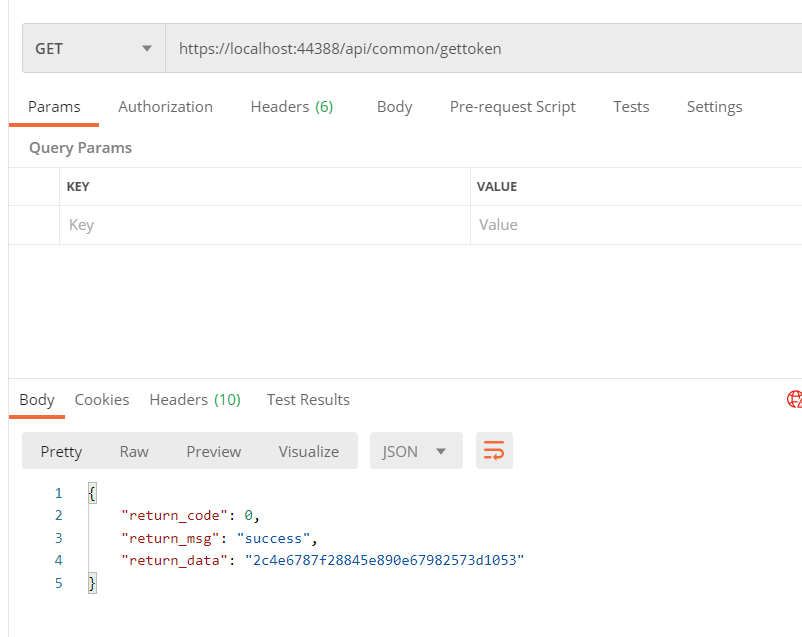 GET https://localhost:44388/api/common/gettoken
Params Authorization Headers (6) Body Pre-request Script Tests Settings
Query Params
KEY VALUE
Key Value
Body Cookies Headers (10) Test Results
Pretty Raw Preview Visualize JSON
1 {
2 "return_code": 0,
3 "return_msg": "success",
4 "return_data": "2c4e6787f28845e890e67982573d1053"
5 }